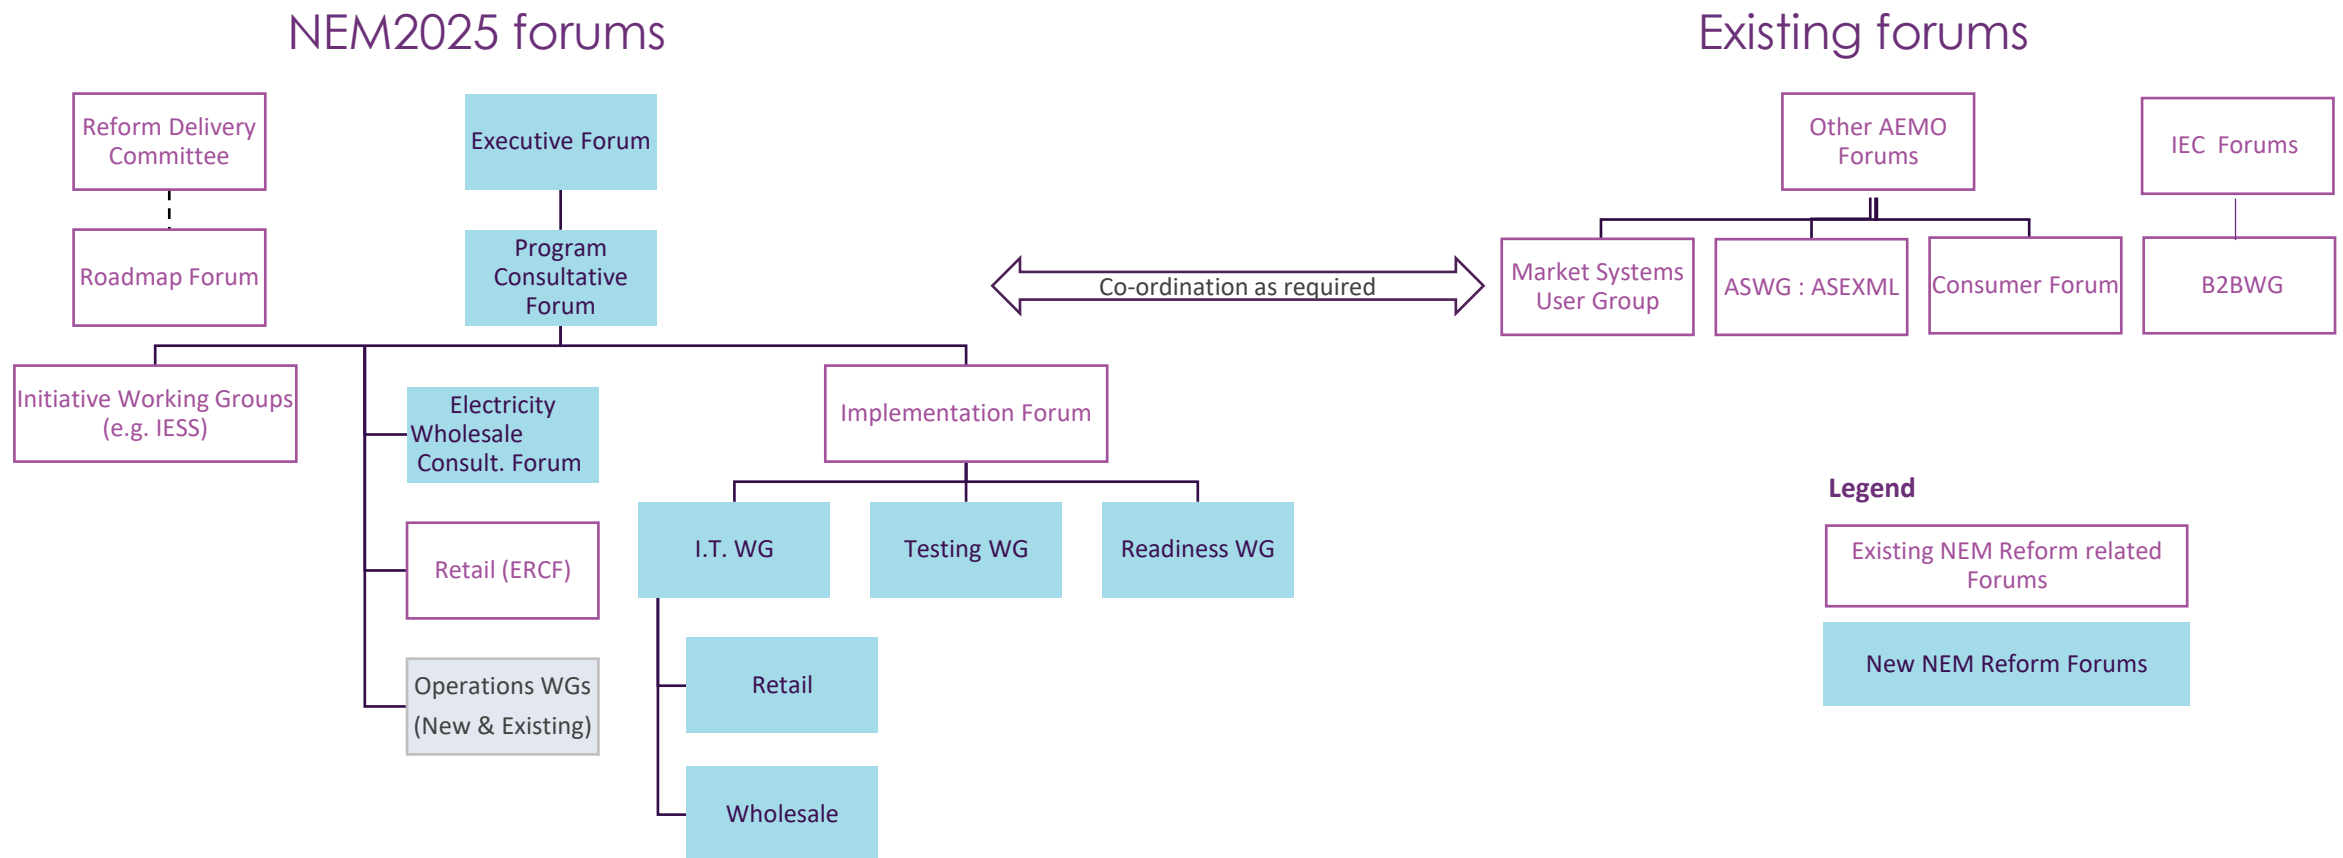 NEM2025 forums
Existing forums
Reform Delivery
Committee
Executive Forum
Other AEMO
Forums
IEC Forums
Roadmap Forum
Program
Consultative
Forum
Co-ordination as required
Market Systems
User Group
ASWG : ASEXML
Consumer Forum
B2BWG
Initiative Working Groups
(e.g. IESS)
Electricity
Wholesale
Consult. Forum
Implementation Forum
Retail (ERCF)
I.T. WG
Testing WG
Readiness WG
Operations WGs
(New & Existing)
Retail
Wholesale
Legend
Existing NEM Reform related
Forums
New NEM Reform Forums